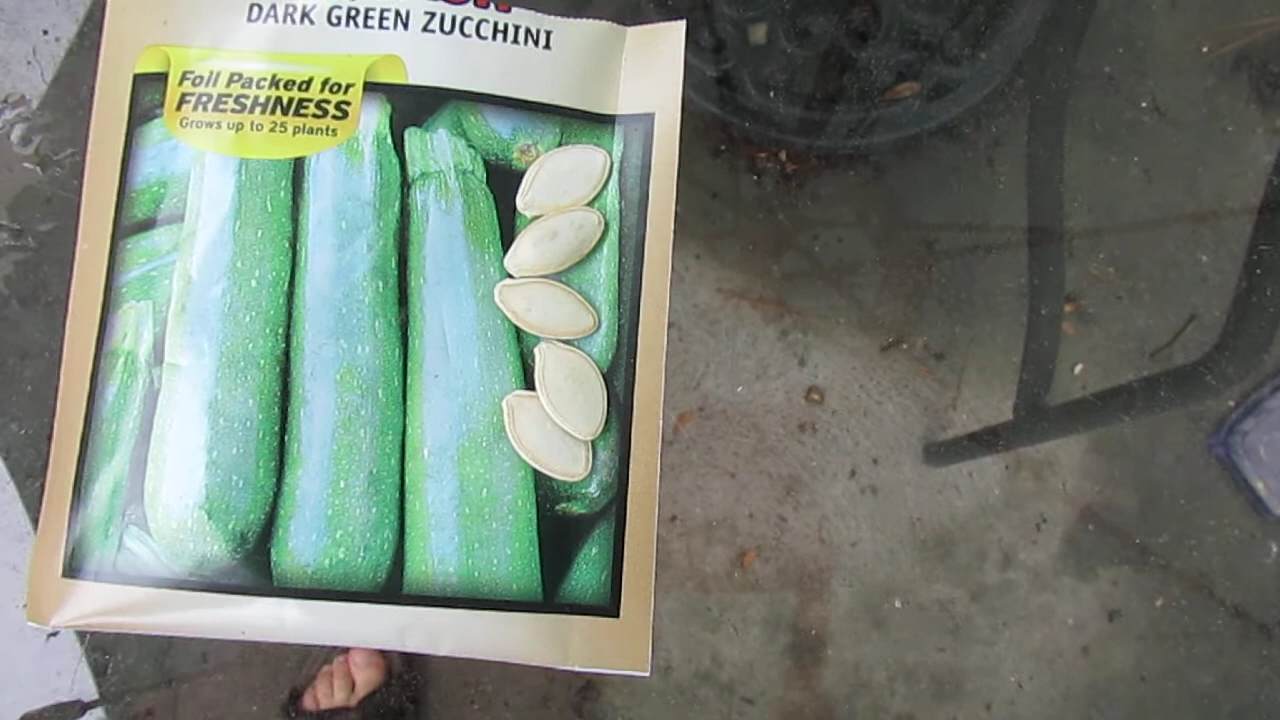 DARK GREEN ZUCCHINI
Foil Packed for
FRESHNESS
Grows up to 25 plants